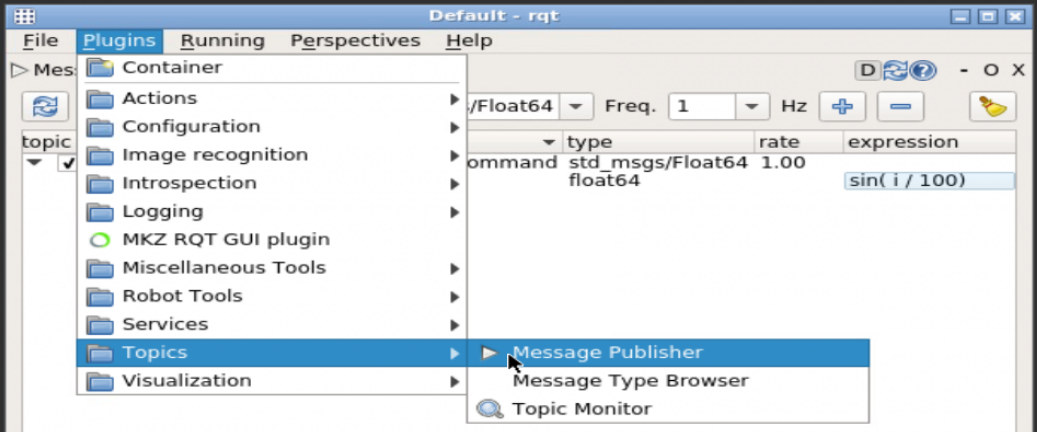 Default - rqt
File Plugins Running Perspectives Help
Mes D - O X
/Float64 Freq. 1 Hz
topic type rate expression
ommand std_msgs/Float64 1.00
float64 sin( i / 100)
Container
Actions
Configuration
Image recognition
Introspection
Logging
MKZ RQT GUI plugin
Miscellaneous Tools
Robot Tools
Services
Topics
Visualization
Message Publisher
Message Type Browser
Topic Monitor